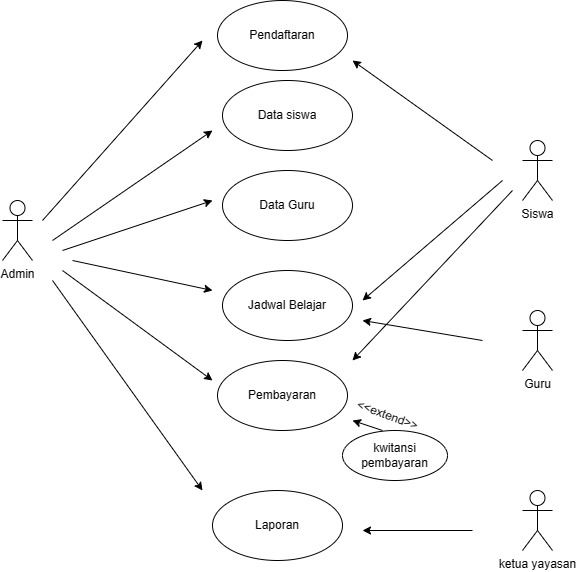 Pendaftaran
Data siswa
Data Guru
Jadwal Belajar
Pembayaran
<<extend>>
kwitansi
pembayaran
Laporan
Admin
Siswa
Guru
ketua yayasan